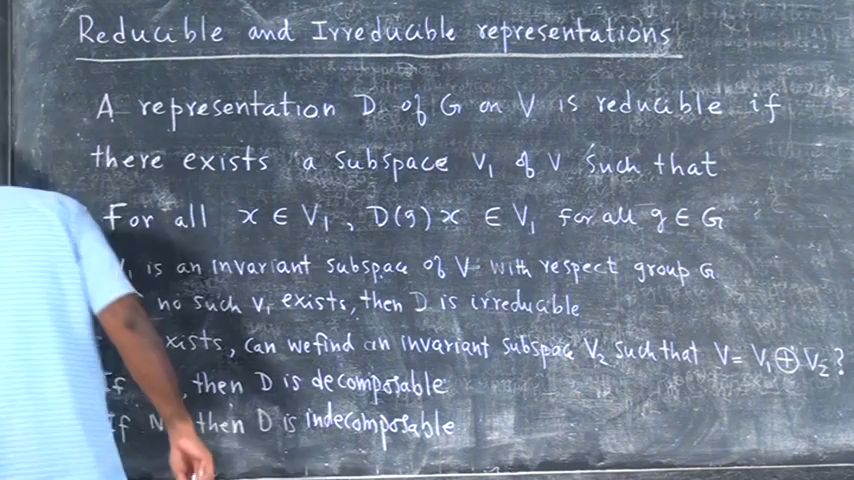 Reducible and Irreducible representations
A representation D of G on V is reducible if
there exists a subspace V₁ of V such that
For all x ∈ V₁, D(g)x ∈ V₁ for all g ∈ G
V₁ is an invariant subspace of V with respect group G
no such V₁ exists, then D is irreducible
exists, can we find an invariant subspace V₂ such that V = V₁ ⊕ V₂?
If , then D is decomposable
If N then D is indecomposable